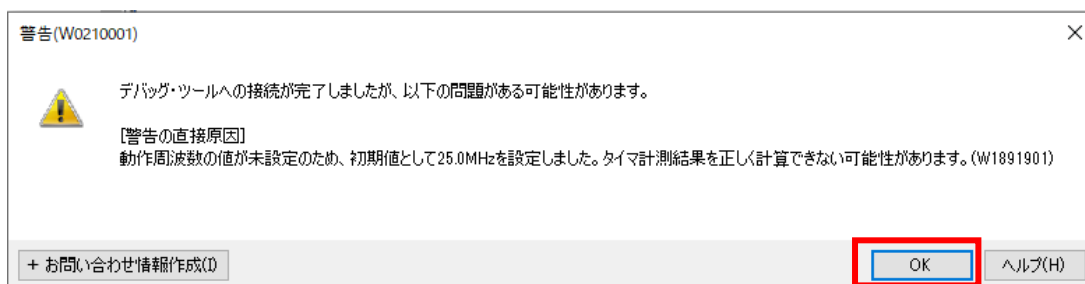 警告(W0210001)
デバッグ・ツールへの接続が完了しましたが、以下の問題がある可能性があります。
[警告の直接原因]
動作周波数の値が未設定のため、初期値として25.0MHzを設定しました。タイマ計測結果を正しく計算できない可能性があります。(W1891901)
+ お問い合わせ情報作成(I)
OK
ヘルプ(H)